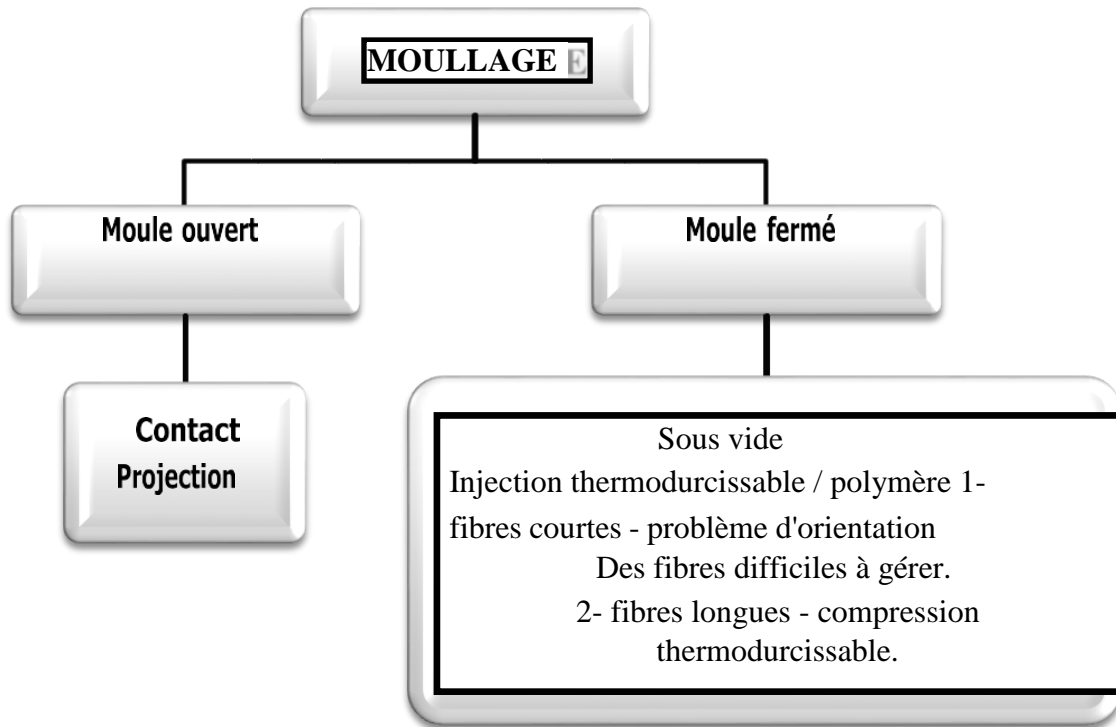 MOULLAGE E
Moule ouvert
Moule fermé
Contact
Projection
Sous vide
Injection thermodurcissable / polymère 1-
fibres courtes - problème d'orientation
Des fibres difficiles à gérer.
2- fibres longues - compression
thermodurcissable.